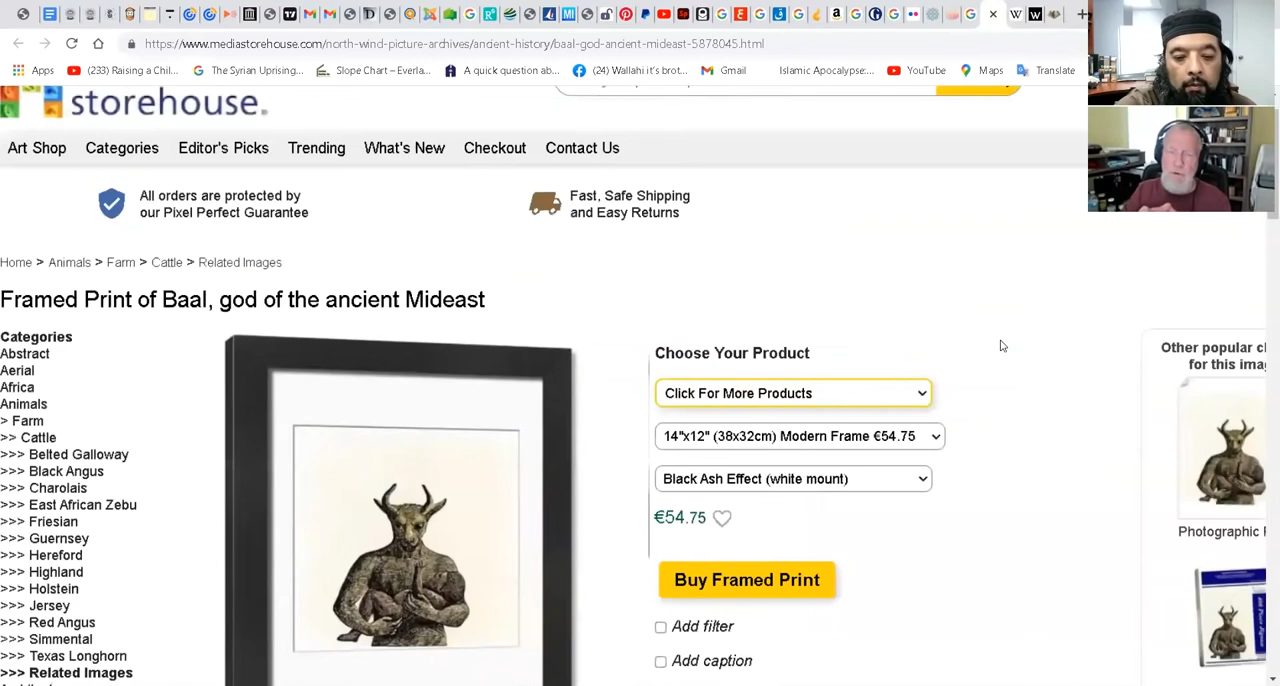 https://www.mediastorehouse.com/north-wind-picture-archives/ancient-history/baal-god-ancient-mideast-5878045.html
Apps
(233) Raising a Chil...
The Syrian Uprising...
Slope Chart – Everla...
A quick question ab...
(24) Wallahi it's brot...
Gmail
Islamic Apocalypse:...
YouTube
Maps
Translate
storehouse
Art Shop
Categories
Editor's Picks
Trending
What's New
Checkout
Contact Us
All orders are protected by
our Pixel Perfect Guarantee
Fast, Safe Shipping
and Easy Returns
Home > Animals > Farm > Cattle > Related Images
Framed Print of Baal, god of the ancient Mideast
Categories
Abstract
Aerial
Africa
Animals
> Farm
>> Cattle
>>> Belted Galloway
>>> Black Angus
>>> Charolais
>>> East African Zebu
>>> Friesian
>>> Guernsey
>>> Hereford
>>> Highland
>>> Holstein
>>> Jersey
>>> Red Angus
>>> Simmental
>>> Texas Longhorn
>>> Related Images
Choose Your Product
Click For More Products
14"x12" (38x32cm) Modern Frame €54.75
Black Ash Effect (white mount)
€54.75
Buy Framed Print
Add filter
Add caption
Other popular c
for this ima
Photographic